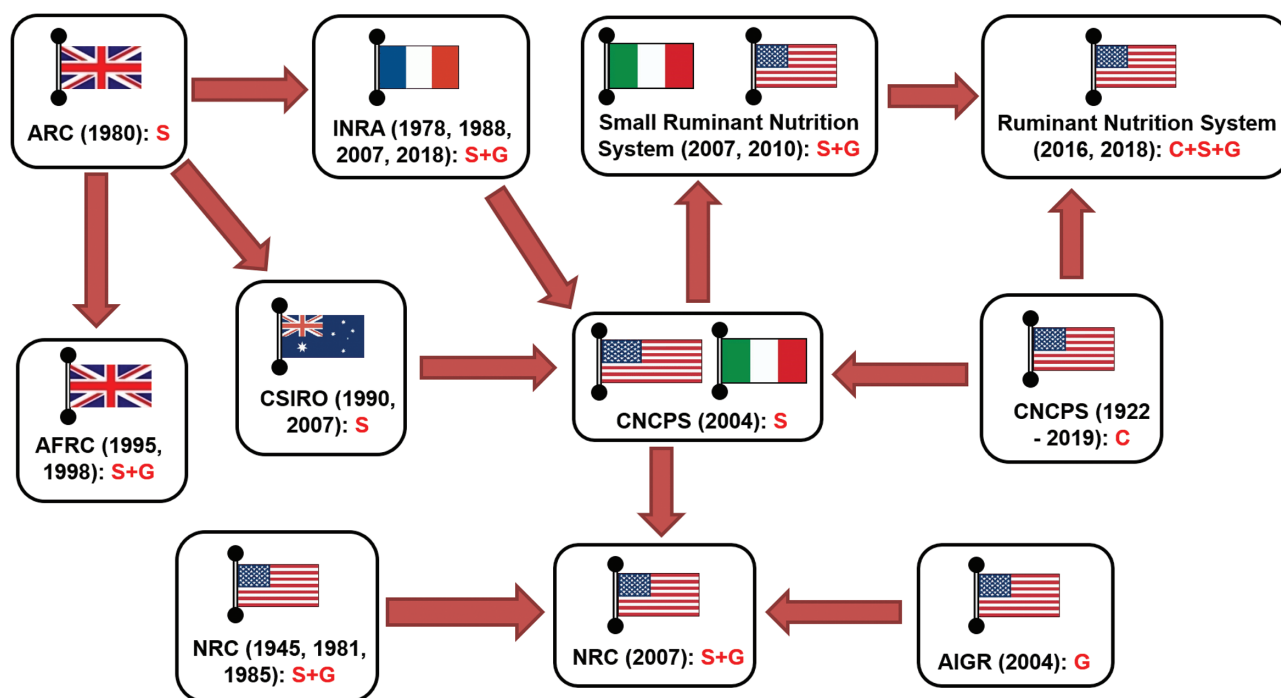 ARC (1980): S
INRA (1978, 1988,
2007, 2018): S+G
Small Ruminant Nutrition
System (2007, 2010): S+G
Ruminant Nutrition System
(2016, 2018): C+S+G
CSIRO (1990,
2007): S
CNCPS (2004): S
CNCPS (1922
- 2019): C
AFRC (1995,
1998): S+G
NRC (1945, 1981,
1985): S+G
NRC (2007): S+G
AIGR (2004): G